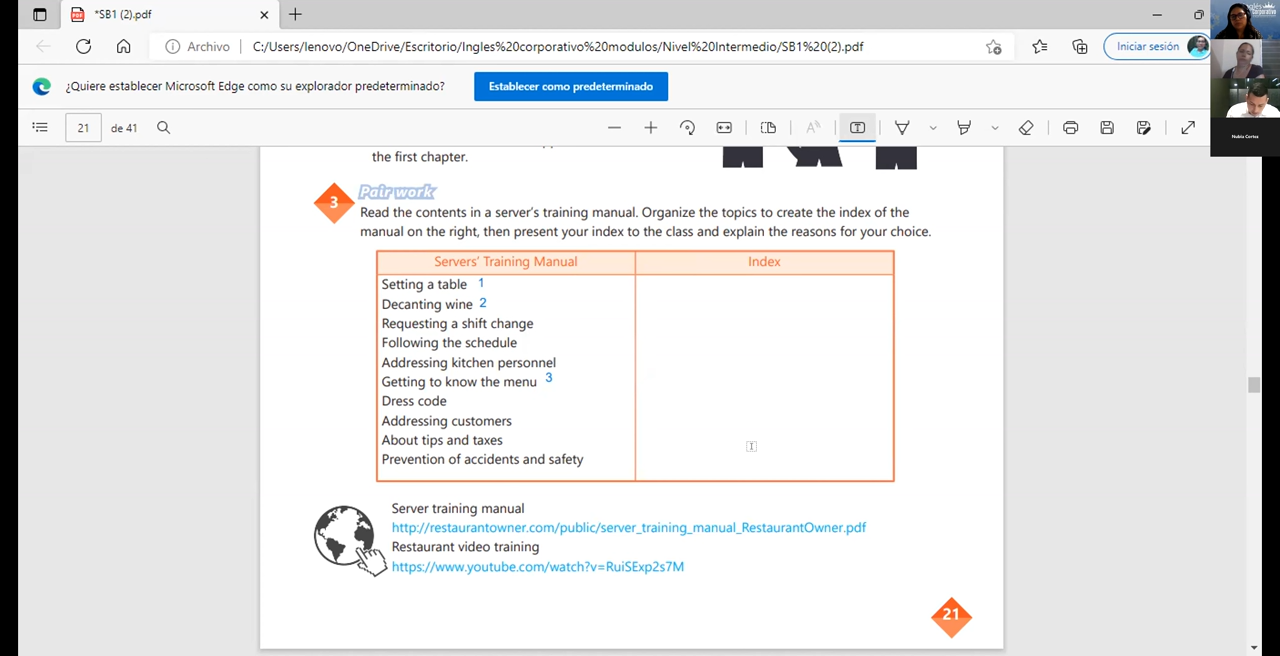 *SB1 (2).pdf
Archivo
C:/Users/lenovo/OneDrive/Escritorio/Ingles%20corporativo%20modulos/Nivel%20Intermedio/SB1%20(2).pdf
Iniciar sesión
¿Quiere establecer Microsoft Edge como su explorador predeterminado?
Establecer como predeterminado
21
de 41
Nubia Cortes
the first chapter.
3
Pair work
Read the contents in a server's training manual. Organize the topics to create the index of the
manual on the right, then present your index to the class and explain the reasons for your choice.
Servers' Training Manual
Index
Setting a table 1
Decanting wine 2
Requesting a shift change
Following the schedule
Addressing kitchen personnel
Getting to know the menu 3
Dress code
Addressing customers
About tips and taxes
Prevention of accidents and safety
Server training manual
http://restaurantowner.com/public/server_training_manual_RestaurantOwner.pdf
Restaurant video training
https://www.youtube.com/watch?v=RuiSExp2s7M
21